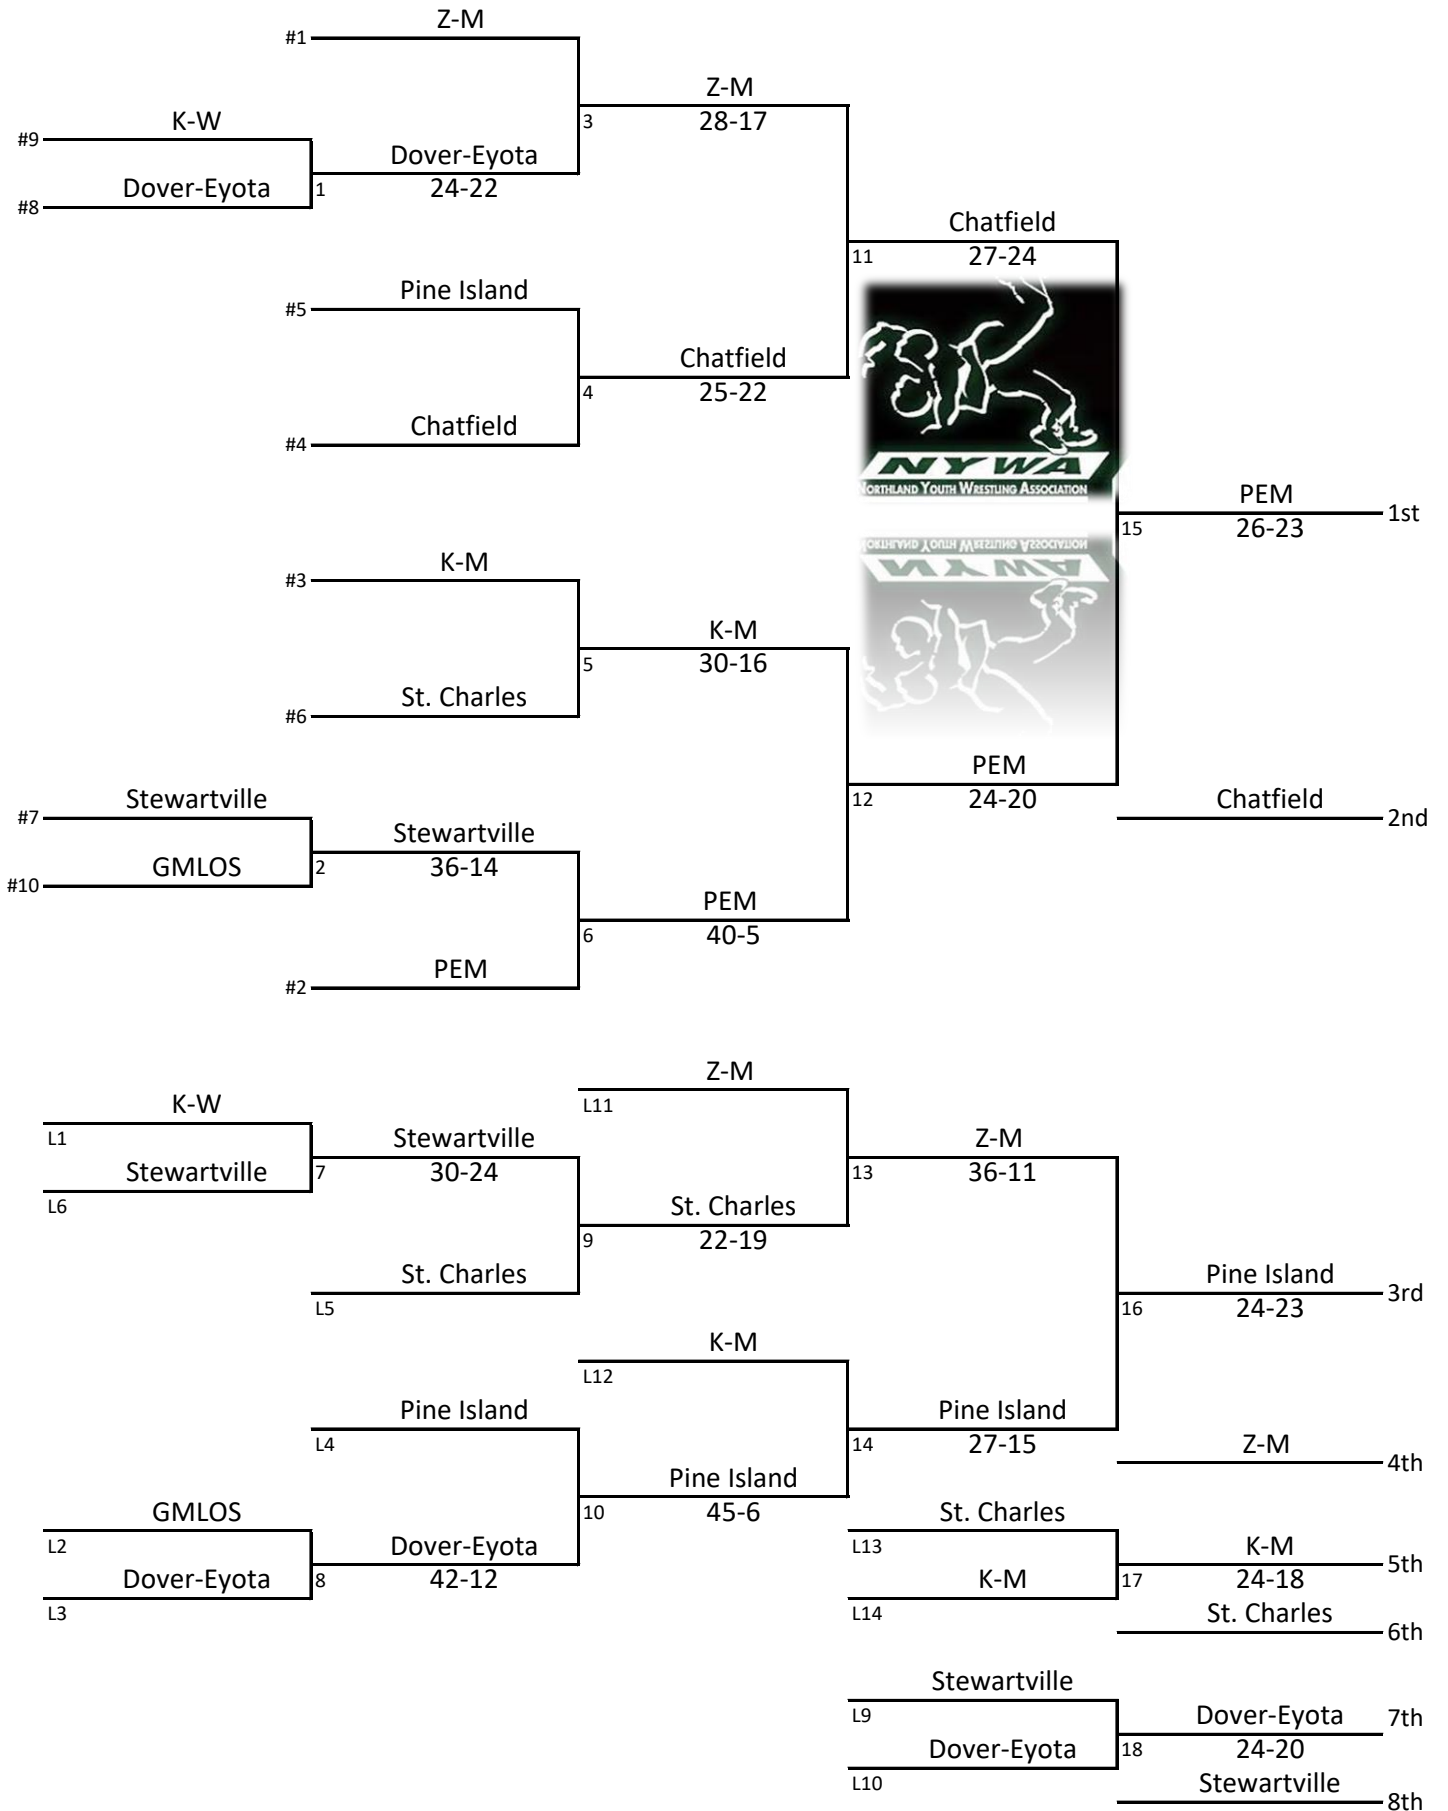 Z-M
#1
Z-M
3
28-17
K-W
#9
Dover-Eyota
Dover-Eyota
1
24-22
#8
Chatfield
11
27-24
Pine Island
#5
Chatfield
4
25-22
Chatfield
#4
NYWA
NORTHLAND YOUTH WRESTLING ASSOCIATION
PEM
1st
15
26-23
NORTHLAND YOUTH WRESTLING ASSOCIATION
NYWA
K-M
#3
K-M
5
30-16
St. Charles
#6
PEM
12
24-20
Stewartville
#7
Chatfield
2nd
Stewartville
GMLOS
2
36-14
#10
PEM
6
40-5
PEM
#2
Z-M
L11
K-W
L1
Stewartville
Z-M
Stewartville
7
30-24
13
36-11
L6
St. Charles
9
22-19
St. Charles
L5
Pine Island
3rd
16
24-23
K-M
L12
Pine Island
L4
Pine Island
14
27-15
Z-M
4th
Pine Island
10
45-6
GMLOS
L2
St. Charles
L13
Dover-Eyota
K-M
5th
Dover-Eyota
8
42-12
K-M
17
24-18
L3
L14
St. Charles
6th
Stewartville
L9
Dover-Eyota
7th
Dover-Eyota
18
24-20
L10
Stewartville
8th